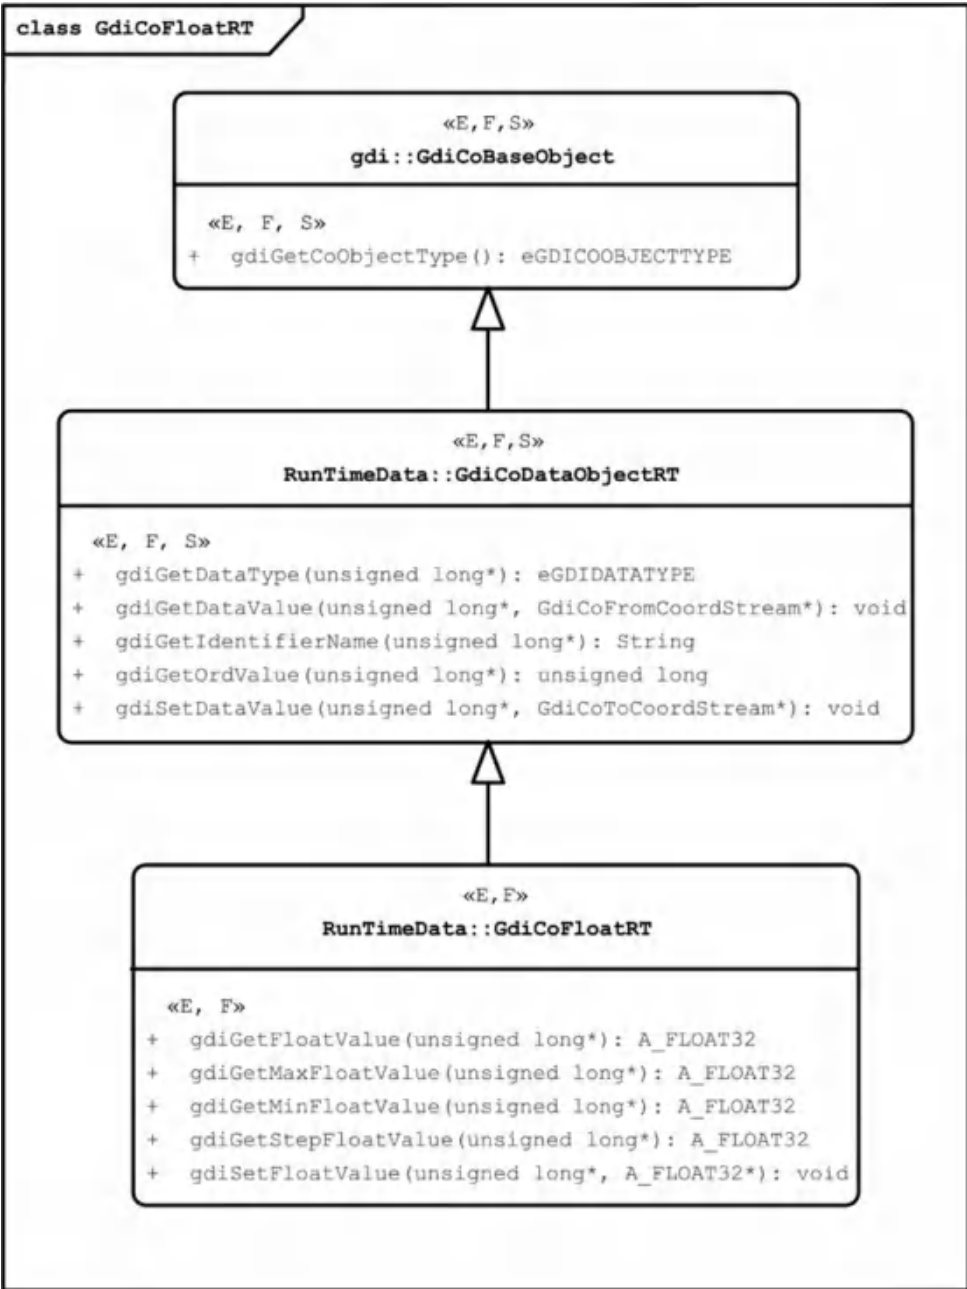 class GdiCoFloatRT
«E,F,S»
gdi::GdiCoBaseObject
«E, F, S»
+ gdiGetCoObjectType(): eGDICOOBJECTTYPE
«E,F,S»
RunTimeData::GdiCoDataObjectRT
«E, F, S»
+ gdiGetDataType(unsigned long*): eGDIDATATYPE
+ gdiGetDataValue(unsigned long*, GdiCoFromCoordStream*): void
+ gdiGetIdentifierName(unsigned long*): String
+ gdiGetOrdValue(unsigned long*): unsigned long
+ gdiSetDataValue(unsigned long*, GdiCoToCoordStream*): void
«E,F»
RunTimeData::GdiCoFloatRT
«E, F»
+ gdiGetFloatValue(unsigned long*): A_FLOAT32
+ gdiGetMaxFloatValue(unsigned long*): A_FLOAT32
+ gdiGetMinFloatValue(unsigned long*): A_FLOAT32
+ gdiGetStepFloatValue(unsigned long*): A_FLOAT32
+ gdiSetFloatValue(unsigned long*, A_FLOAT32*): void